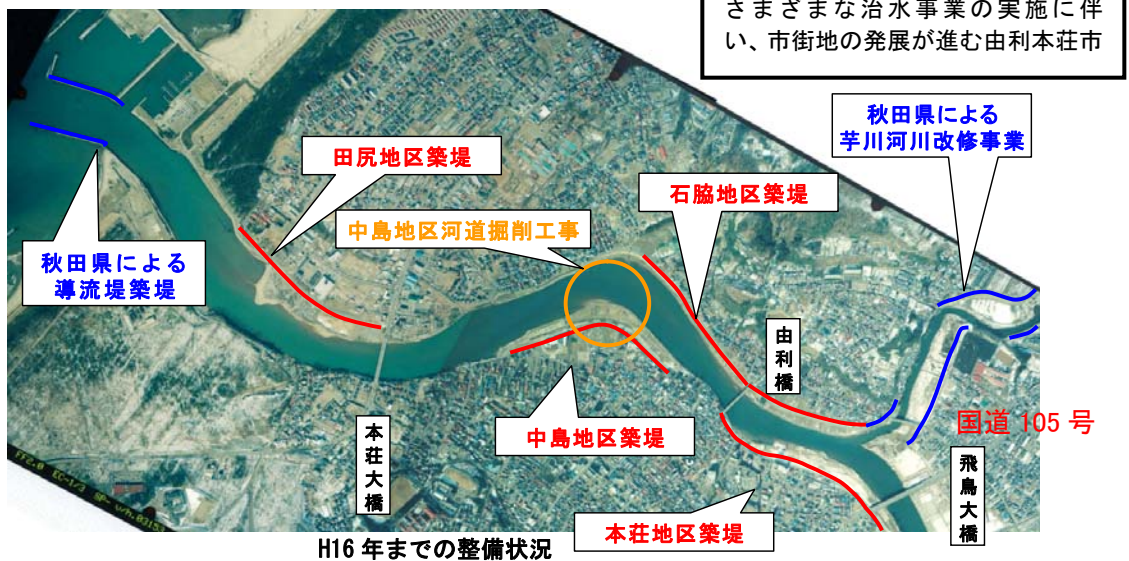 さまざまな治水事業の実施に伴
い、市街地の発展が進む由利本荘市
秋田県による
芋川河川改修事業
田尻地区築堤
石脇地区築堤
中島地区河道掘削工事
秋田県による
導流堤築堤
由利橋
国道 105 号
中島地区築堤
本荘大橋
飛鳥大橋
本荘地区築堤
H16 年までの整備状況